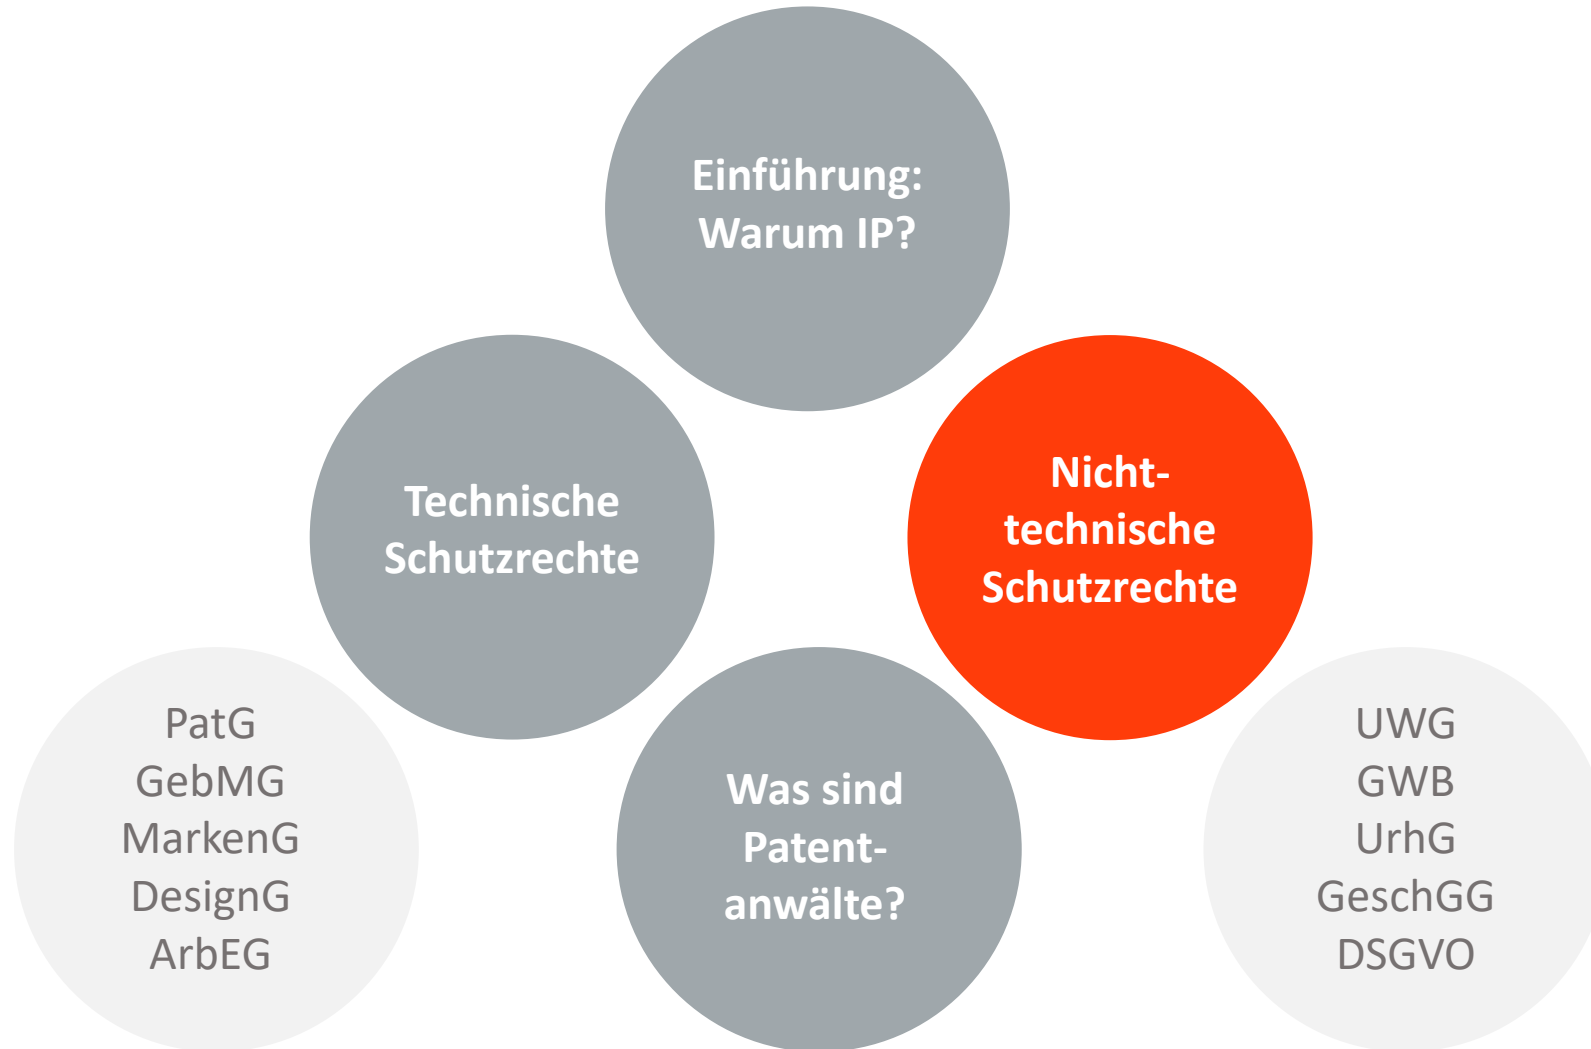 Einführung:
Warum IP?
Technische
Schutzrechte
Nicht-
technische
Schutzrechte
PatG
GebMG
MarkenG
DesignG
ArbEG
Was sind
Patent-
anwälte?
UWG
GWB
UrhG
GeschGG
DSGVO